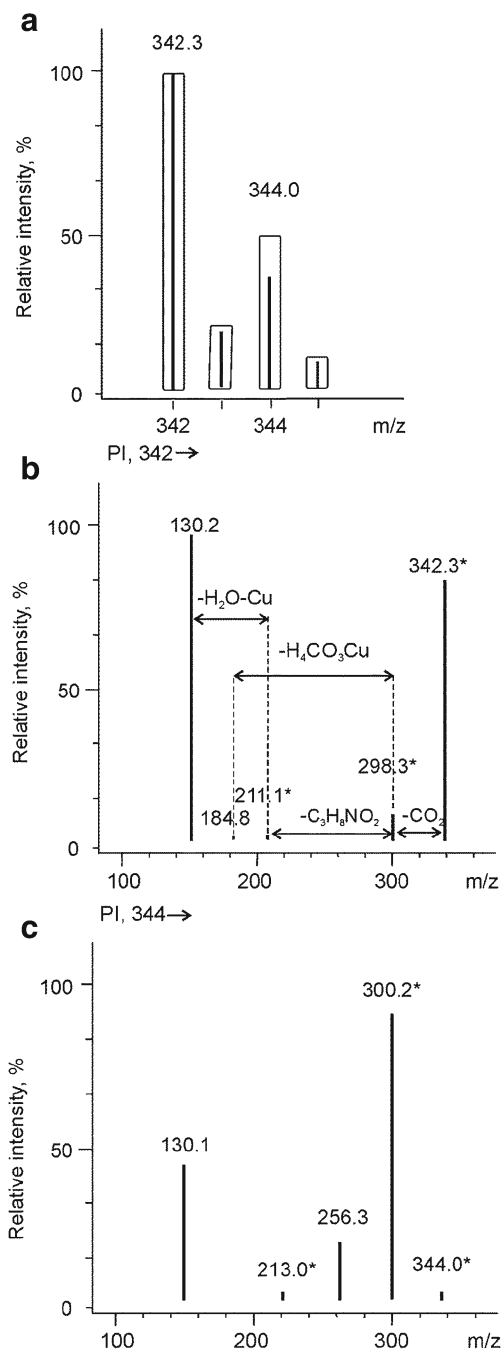 a
342.3
100
344.0
50
0
342
344
m/z
Relative intensity, %
PI, 342→
b
100
130.2
342.3*
-H₂O-Cu
-H₄CO₃Cu
50
298.3*
211.1*
184.8
-C₃H₈NO₂
-CO₂
0
100
200
300
m/z
Relative intensity, %
PI, 344→
c
100
300.2*
50
130.1
256.3
213.0*
344.0*
0
100
200
300
m/z
Relative intensity, %